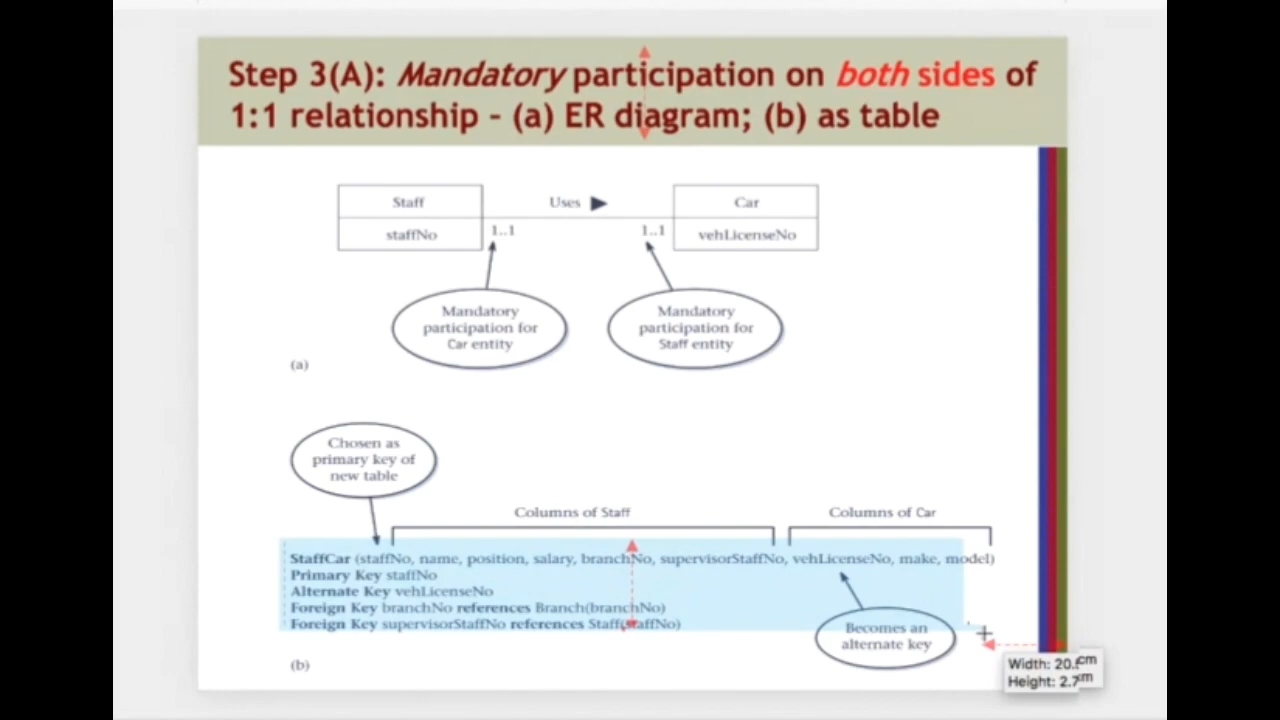 Step 3(A): Mandatory participation on both sides of
1:1 relationship – (a) ER diagram; (b) as table
Staff
Uses
Car
staffNo
1..1
1..1
vehLicenseNo
Mandatory
participation for
Car entity
Mandatory
participation for
Staff entity
(a)
Chosen as
primary key of
new table
Columns of Staff
Columns of Car
StaffCar (staffNo, name, position, salary, branchNo, supervisorStaffNo, vehLicenseNo, make, model)
Primary Key staffNo
Alternate Key vehLicenseNo
Foreign Key branchNo references Branch(branchNo)
Foreign Key supervisorStaffNo references Staff(staffNo)
Becomes an
alternate key
(b)
Width: cm
Height: cm